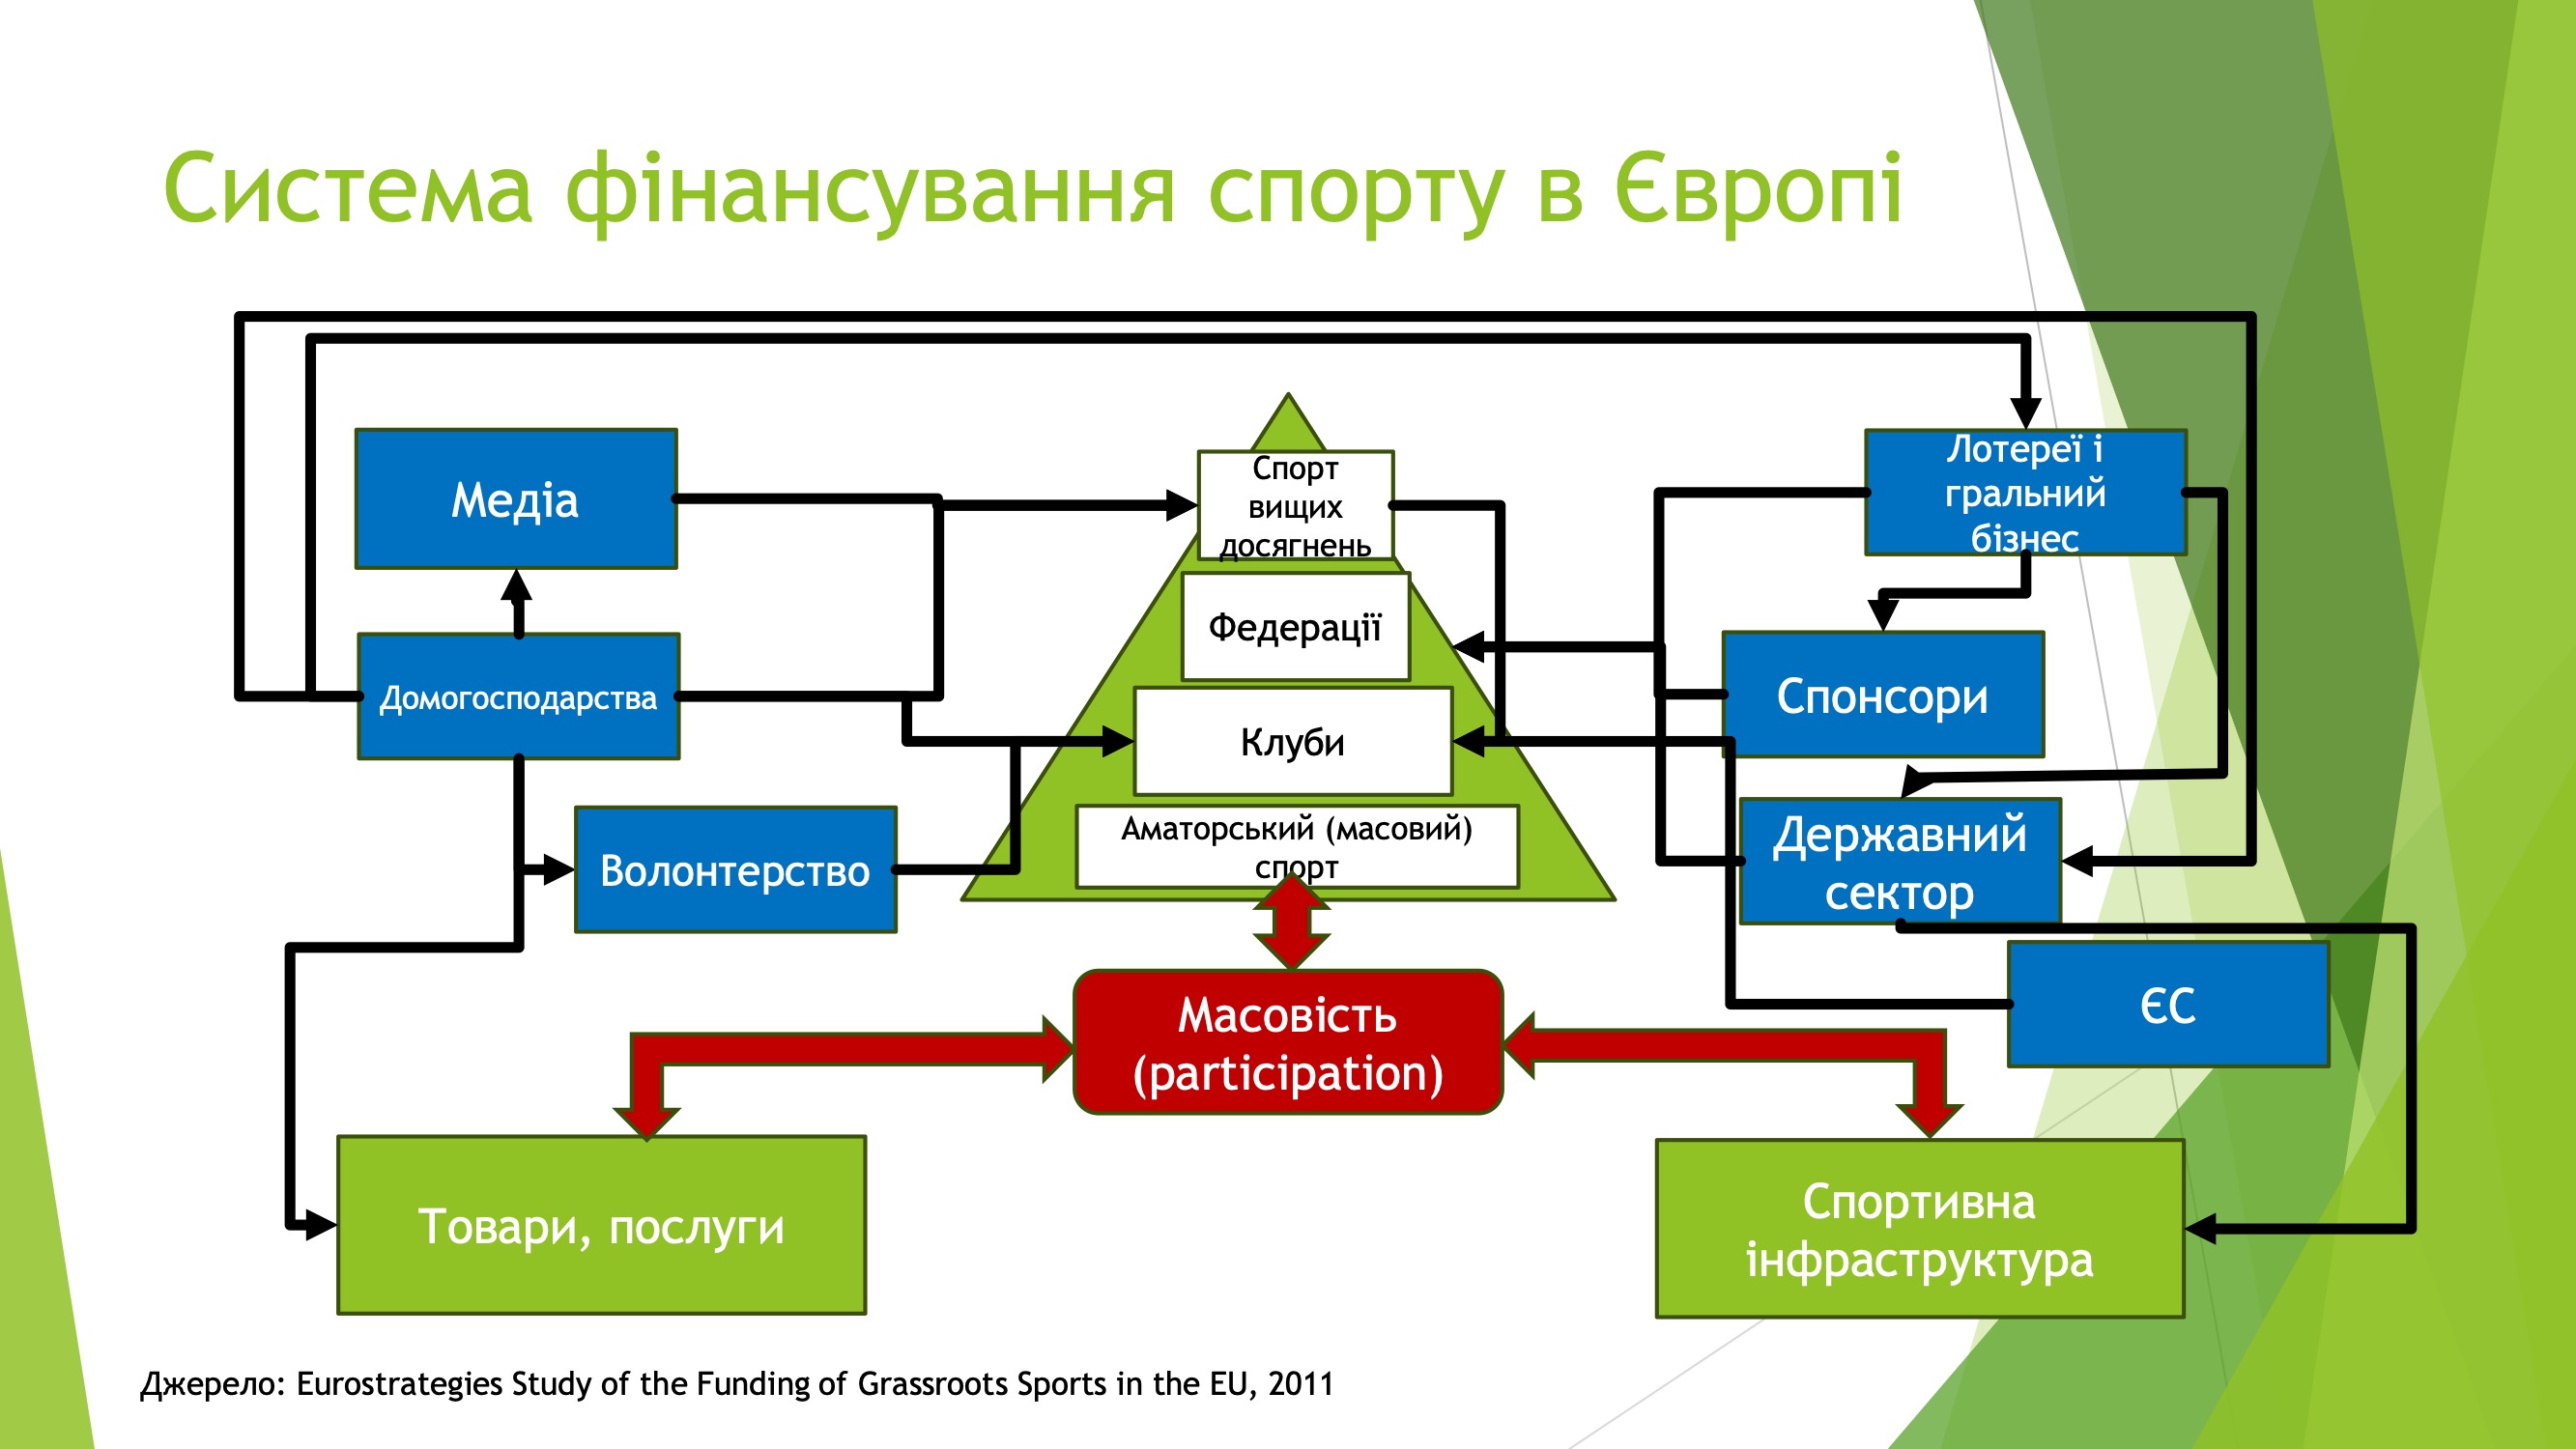 Система фінансування спорту в Європі
Медіа
Спорт
вищих
досягнень
Лотереї і
гральний
бізнес
Федерації
Домогосподарства
Спонсори
Клуби
Аматорський (масовий)
спорт
Волонтерство
Державний
сектор
ЄС
Масовість
(participation)
Товари, послуги
Спортивна
інфраструктура
Джерело: Eurostrategies Study of the Funding of Grassroots Sports in the EU, 2011